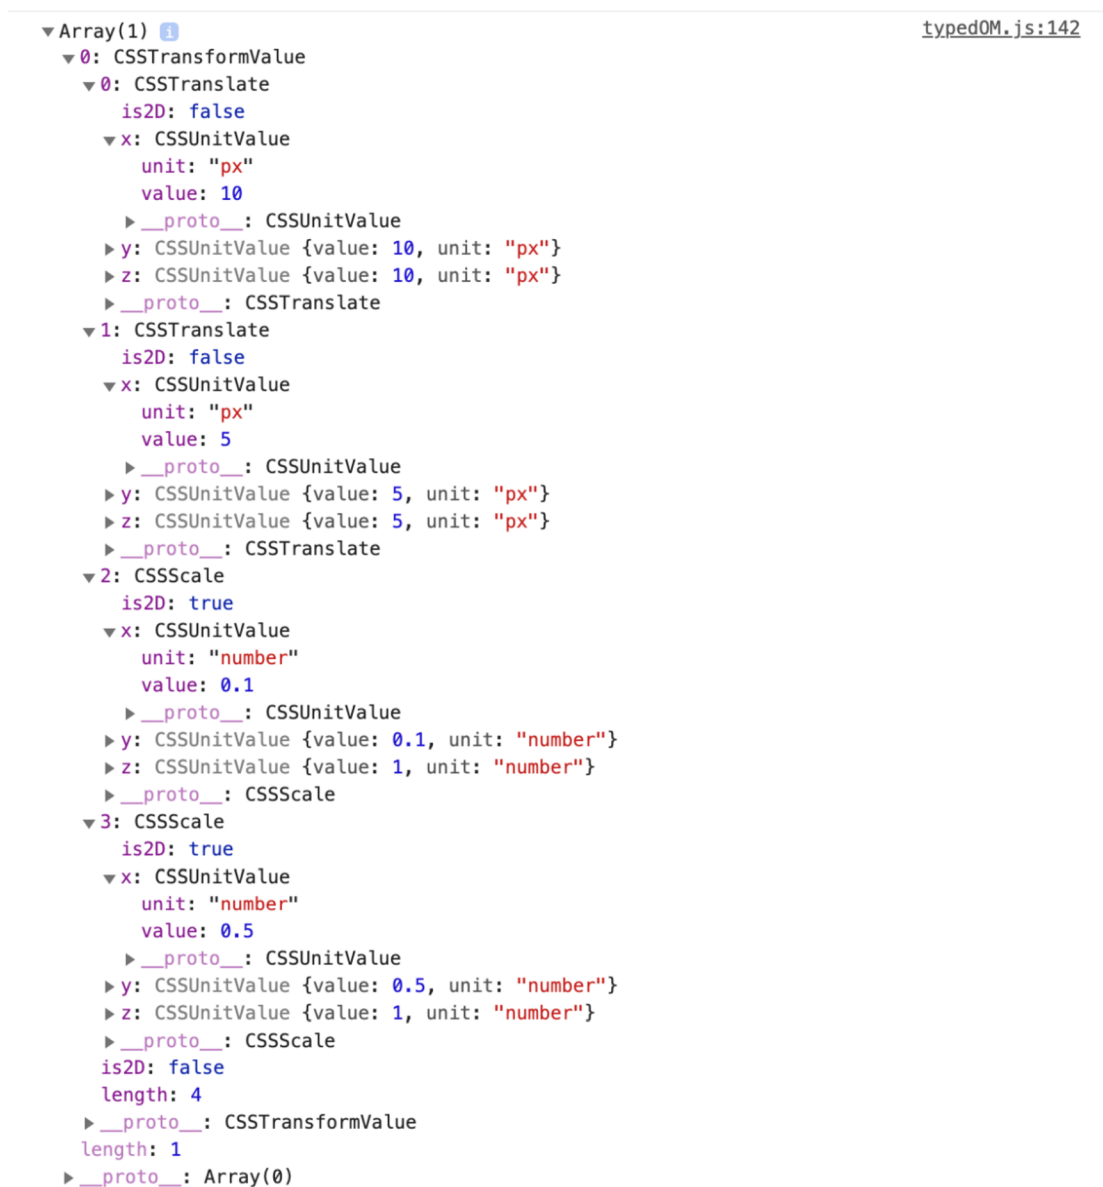 ▼Array(1) i typedOM.js:142
▼0: CSSTransformValue
▼0: CSSTranslate
is2D: false
▼x: CSSUnitValue
unit: "px"
value: 10
▶__proto__: CSSUnitValue
▶y: CSSUnitValue {value: 10, unit: "px"}
▶z: CSSUnitValue {value: 10, unit: "px"}
▶__proto__: CSSTranslate
▼1: CSSTranslate
is2D: false
▼x: CSSUnitValue
unit: "px"
value: 5
▶__proto__: CSSUnitValue
▶y: CSSUnitValue {value: 5, unit: "px"}
▶z: CSSUnitValue {value: 5, unit: "px"}
▶__proto__: CSSTranslate
▼2: CSSScale
is2D: true
▼x: CSSUnitValue
unit: "number"
value: 0.1
▶__proto__: CSSUnitValue
▶y: CSSUnitValue {value: 0.1, unit: "number"}
▶z: CSSUnitValue {value: 1, unit: "number"}
▶__proto__: CSSScale
▼3: CSSScale
is2D: true
▼x: CSSUnitValue
unit: "number"
value: 0.5
▶__proto__: CSSUnitValue
▶y: CSSUnitValue {value: 0.5, unit: "number"}
▶z: CSSUnitValue {value: 1, unit: "number"}
▶__proto__: CSSScale
is2D: false
length: 4
▶__proto__: CSSTransformValue
length: 1
▶__proto__: Array(0)